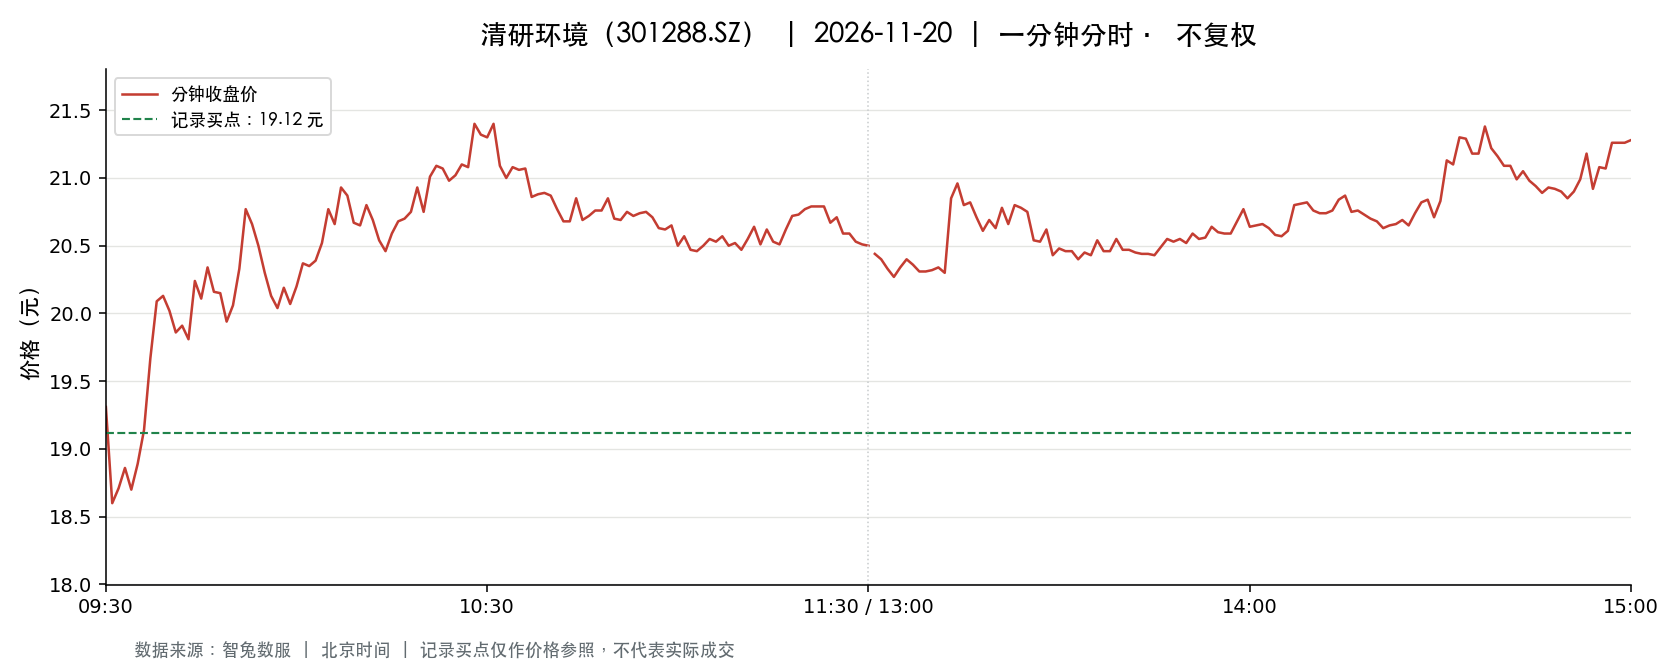 清研环境（301288.SZ） | 2026-11-20 | 一分钟分时 · 不复权
分钟收盘价
记录买点：19.12 元
价格（元）
21.5
21.0
20.5
20.0
19.5
19.0
18.5
18.0
09:30
10:30
11:30 / 13:00
14:00
15:00
数据来源：智兔数服 | 北京时间 | 记录买点仅作价格参照，不代表实际成交